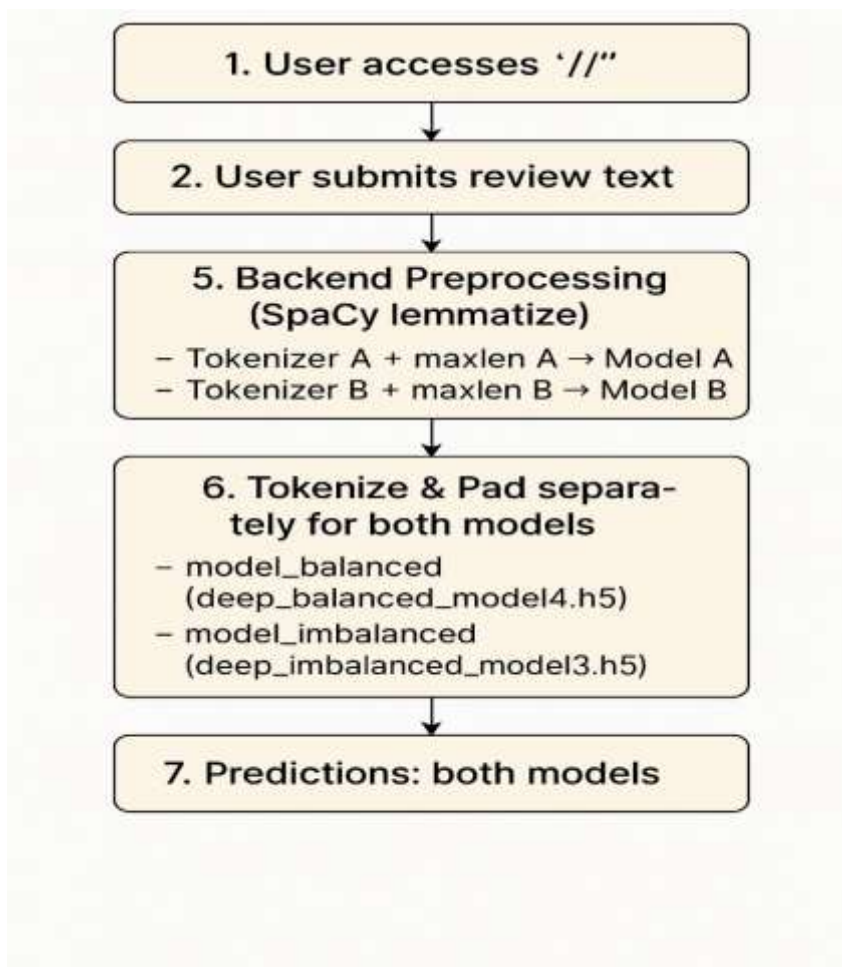 1. User accesses ‘//”
2. User submits review text
5. Backend Preprocessing
(SpaCy lemmatize)
– Tokenizer A + maxlen A → Model A
– Tokenizer B + maxlen B → Model B
6. Tokenize & Pad separa-
tely for both models
– model_balanced
(deep_balanced_model4.h5)
– model_imbalanced
(deep_imbalanced_model3.h5)
7. Predictions: both models